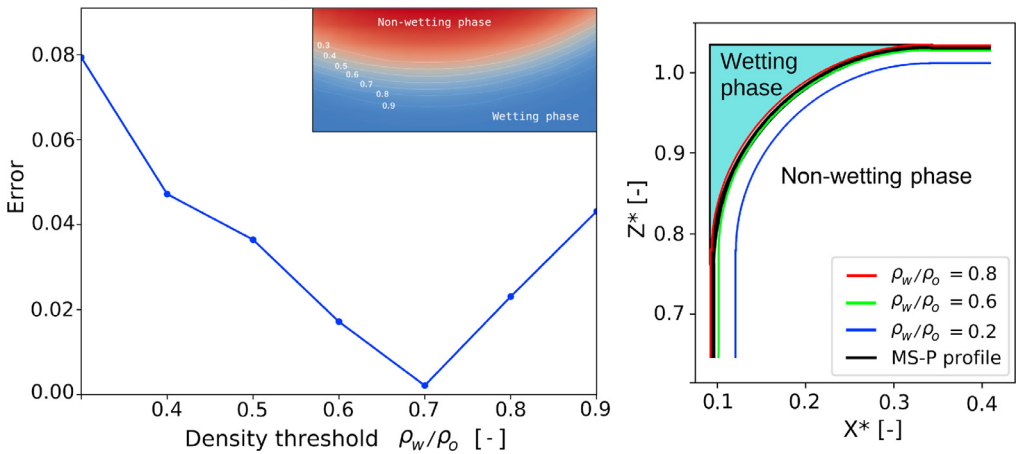 0.08
0.06
0.04
0.02
0.00
Error
0.4
0.5
0.6
0.7
0.8
0.9
Density threshold ρw/ρo [ - ]
Non-wetting phase
0.3
0.4
0.5
0.6
0.7
0.8
0.9
Wetting phase
1.0
0.9
0.8
0.7
Z* [-]
Wetting
phase
Non-wetting phase
ρw/ρo = 0.8
ρw/ρo = 0.6
ρw/ρo = 0.2
MS-P profile
0.1
0.2
0.3
0.4
X* [-]